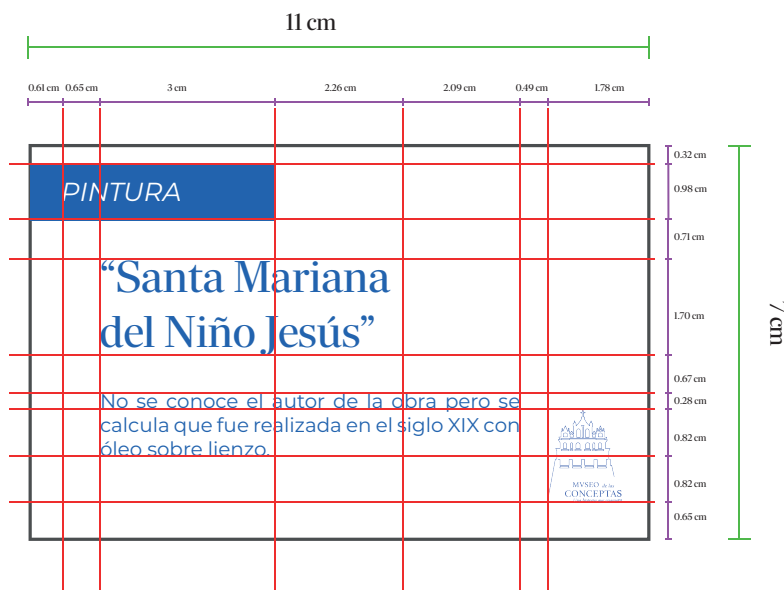 11 cm
0.61 cm 0.65 cm 3 cm 2.26 cm 2.09 cm 0.49 cm 1.78 cm
0.32 cm
PINTURA
0.98 cm
0.71 cm
“Santa Mariana
del Niño Jesús”
1.70 cm
7 cm
0.67 cm
No se conoce el autor de la obra pero se
0.28 cm
calcula que fue realizada en el siglo XIX con
0.82 cm
óleo sobre lienzo.
MVSEO de las
0.82 cm
CONCEPTAS
0.65 cm